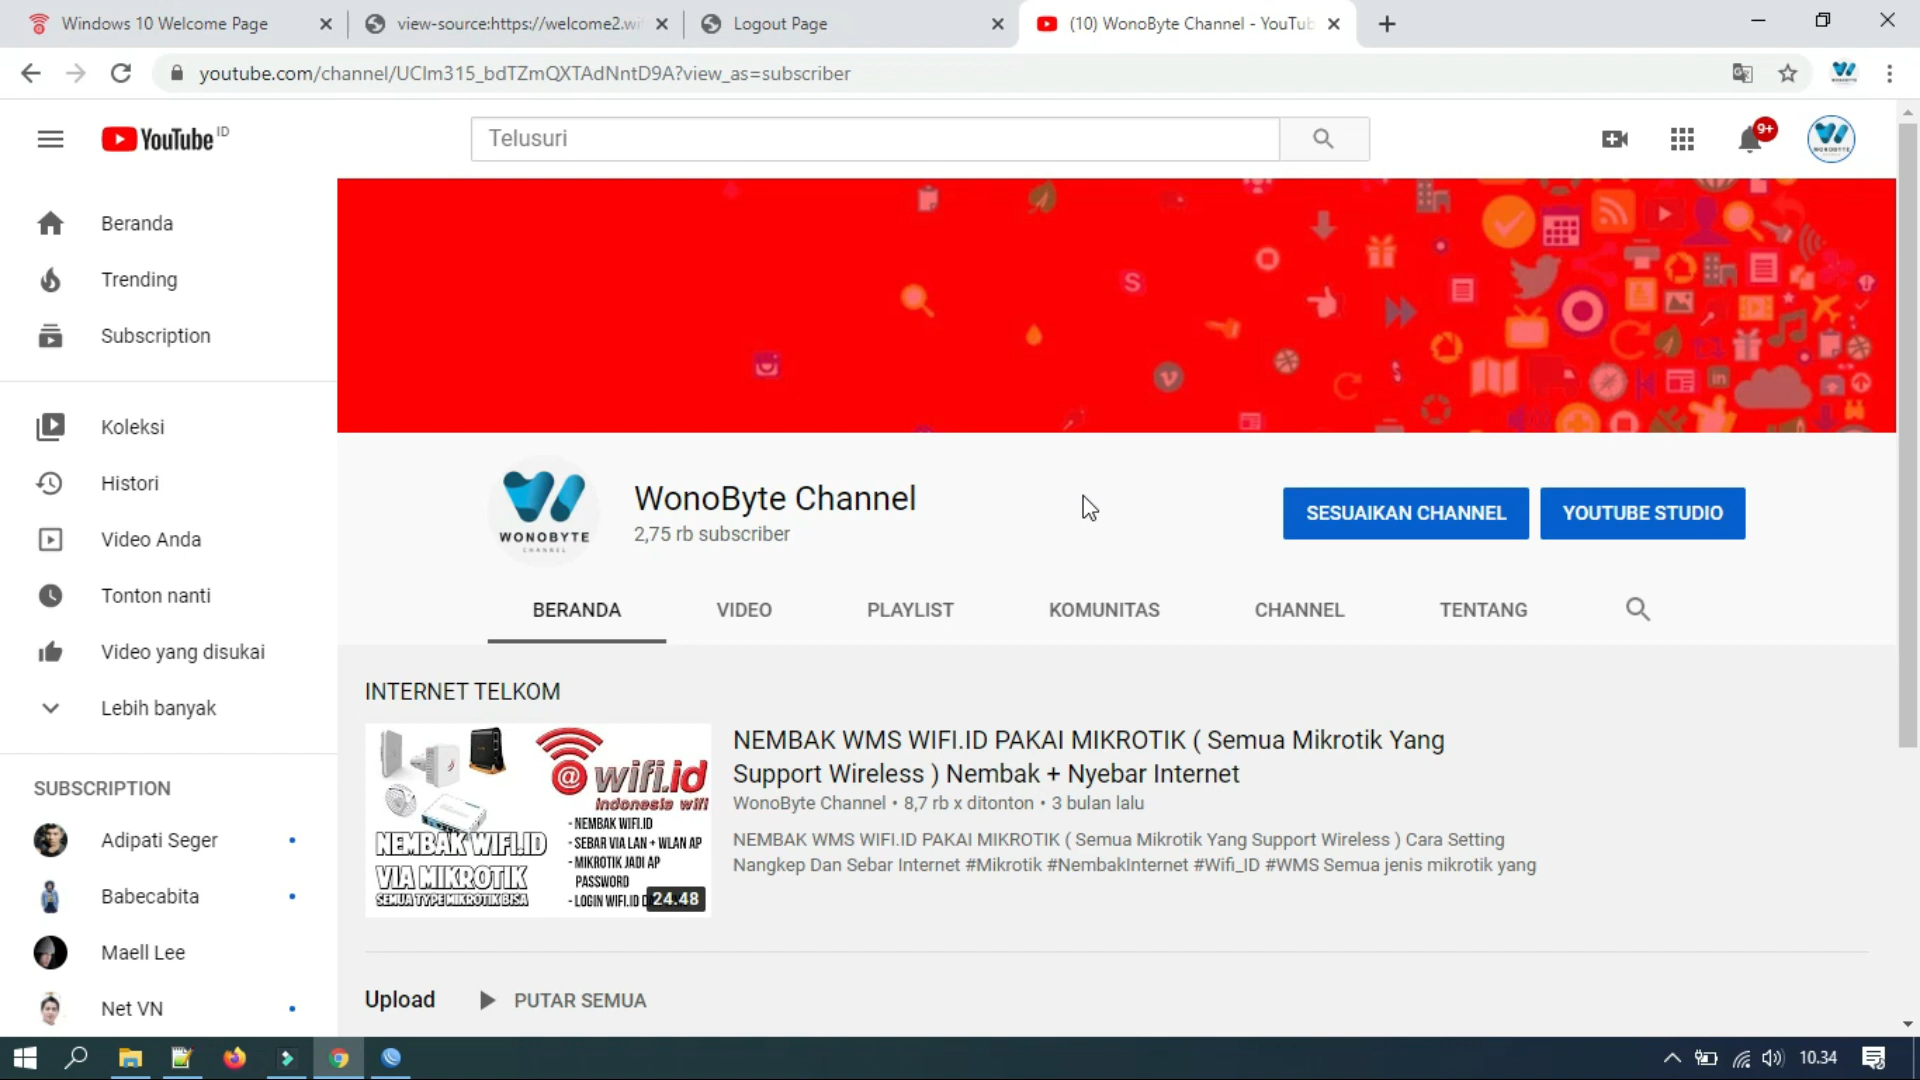 Windows 10 Welcome Page
view-source:https://welcome2.wi
Logout Page
(10) WonoByte Channel - YouTub
youtube.com/channel/UClm315_bdTZmQXTAdNntD9A?view_as=subscriber
YouTube ID
Telusuri
9+
Beranda
Trending
Subscription
Koleksi
Histori
Video Anda
Tonton nanti
Video yang disukai
Lebih banyak
SUBSCRIPTION
Adipati Seger
Babecabita
Maell Lee
Net VN
WONOBYTE
CHANNEL
WonoByte Channel
2,75 rb subscriber
SESUAIKAN CHANNEL
YOUTUBE STUDIO
BERANDA
VIDEO
PLAYLIST
KOMUNITAS
CHANNEL
TENTANG
INTERNET TELKOM
@wifi.id
indonesia wifi
NEMBAK WIFI.ID
VIA MIKROTIK
SEMUA TYPE MIKROTIK BISA
- NEMBAK WIFI.ID
- SEBAR VIA LAN + WLAN AP
- MIKROTIK JADI AP
PASSWORD
- LOGIN WIFI.ID D
24.48
NEMBAK WMS WIFI.ID PAKAI MIKROTIK ( Semua Mikrotik Yang
Support Wireless ) Nembak + Nyebar Internet
WonoByte Channel • 8,7 rb x ditonton • 3 bulan lalu
NEMBAK WMS WIFI.ID PAKAI MIKROTIK ( Semua Mikrotik Yang Support Wireless ) Cara Setting
Nangkep Dan Sebar Internet #Mikrotik #NembakInternet #Wifi_ID #WMS Semua jenis mikrotik yang
Upload
PUTAR SEMUA
10.34